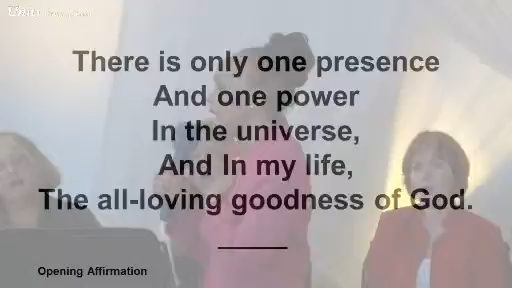 There is only one presence
And one power
In the universe,
And In my life,
The all-loving goodness of God.
Opening Affirmation